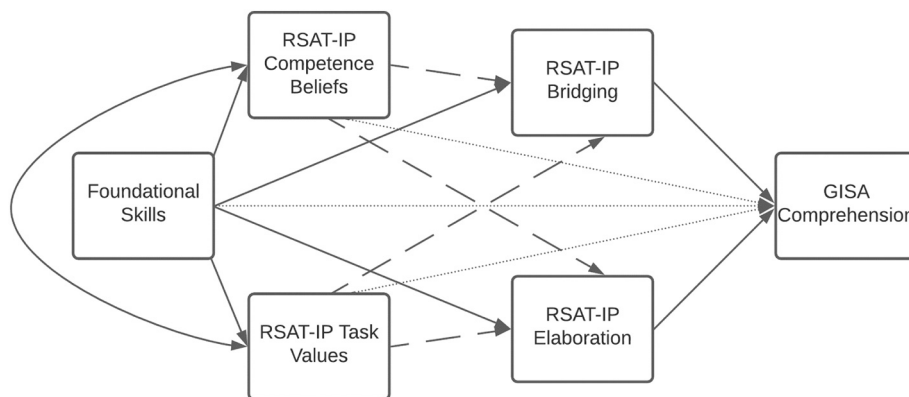 RSAT-IP
Competence
Beliefs
RSAT-IP
Bridging
Foundational
Skills
GISA
Comprehension
RSAT-IP Task
Values
RSAT-IP
Elaboration